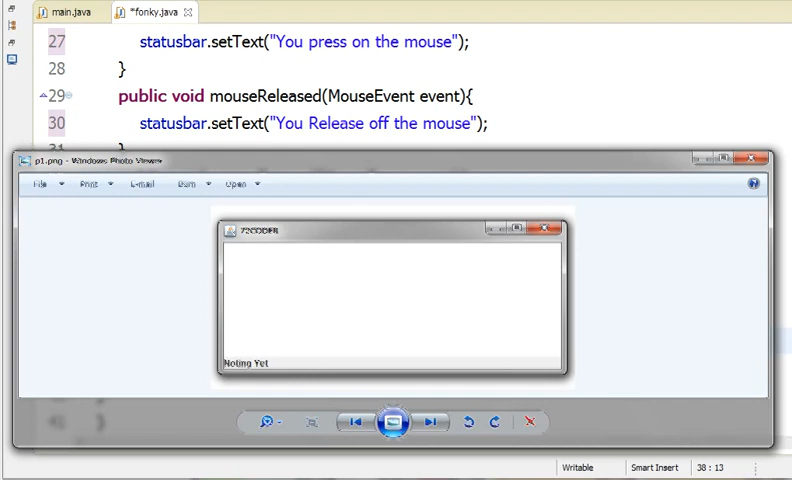 main.java
*fonky.java
27 statusbar.setText("You press on the mouse");
28 }
29 public void mouseReleased(MouseEvent event){
30 statusbar.setText("You Release off the mouse");
31 }
p1.png - Windows Photo Viewer
File Print E-mail Burn Open
72CODER
Noting Yet
Writable Smart Insert 38 : 13